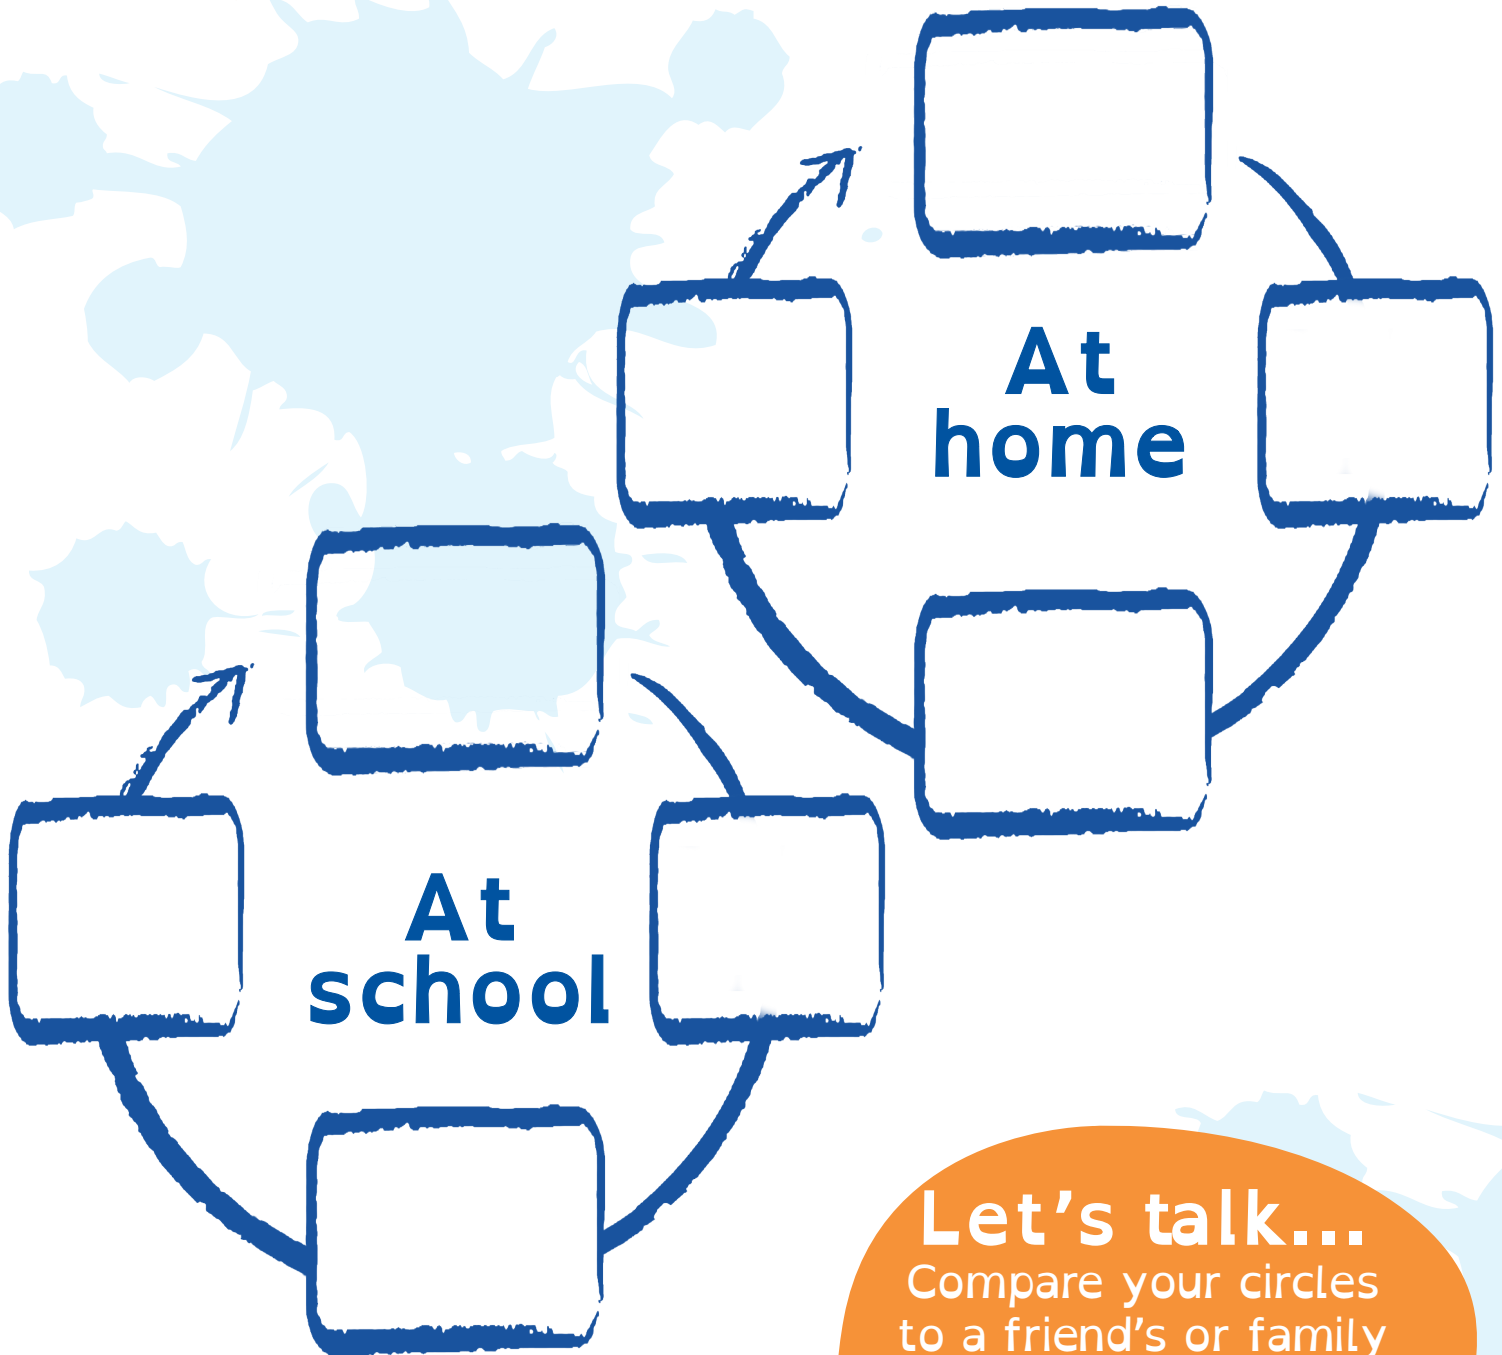 At
home
At
school
Let’s talk...
Compare your circles
to a friend’s or family